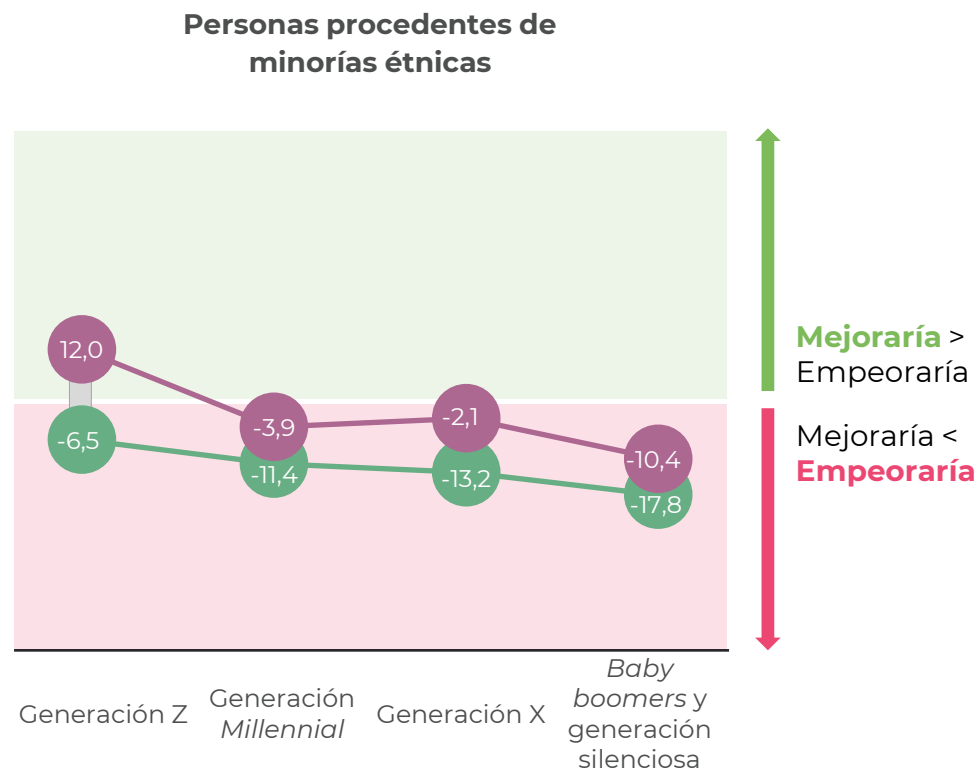 Personas procedentes de
minorías étnicas
12,0
-6,5
-3,9
-11,4
-2,1
-13,2
-10,4
-17,8
Mejoraría >
Empeoraría
Mejoraría <
Empeoraría
Generación Z
Generación
Millennial
Generación X
Baby
boomers y
generación
silenciosa